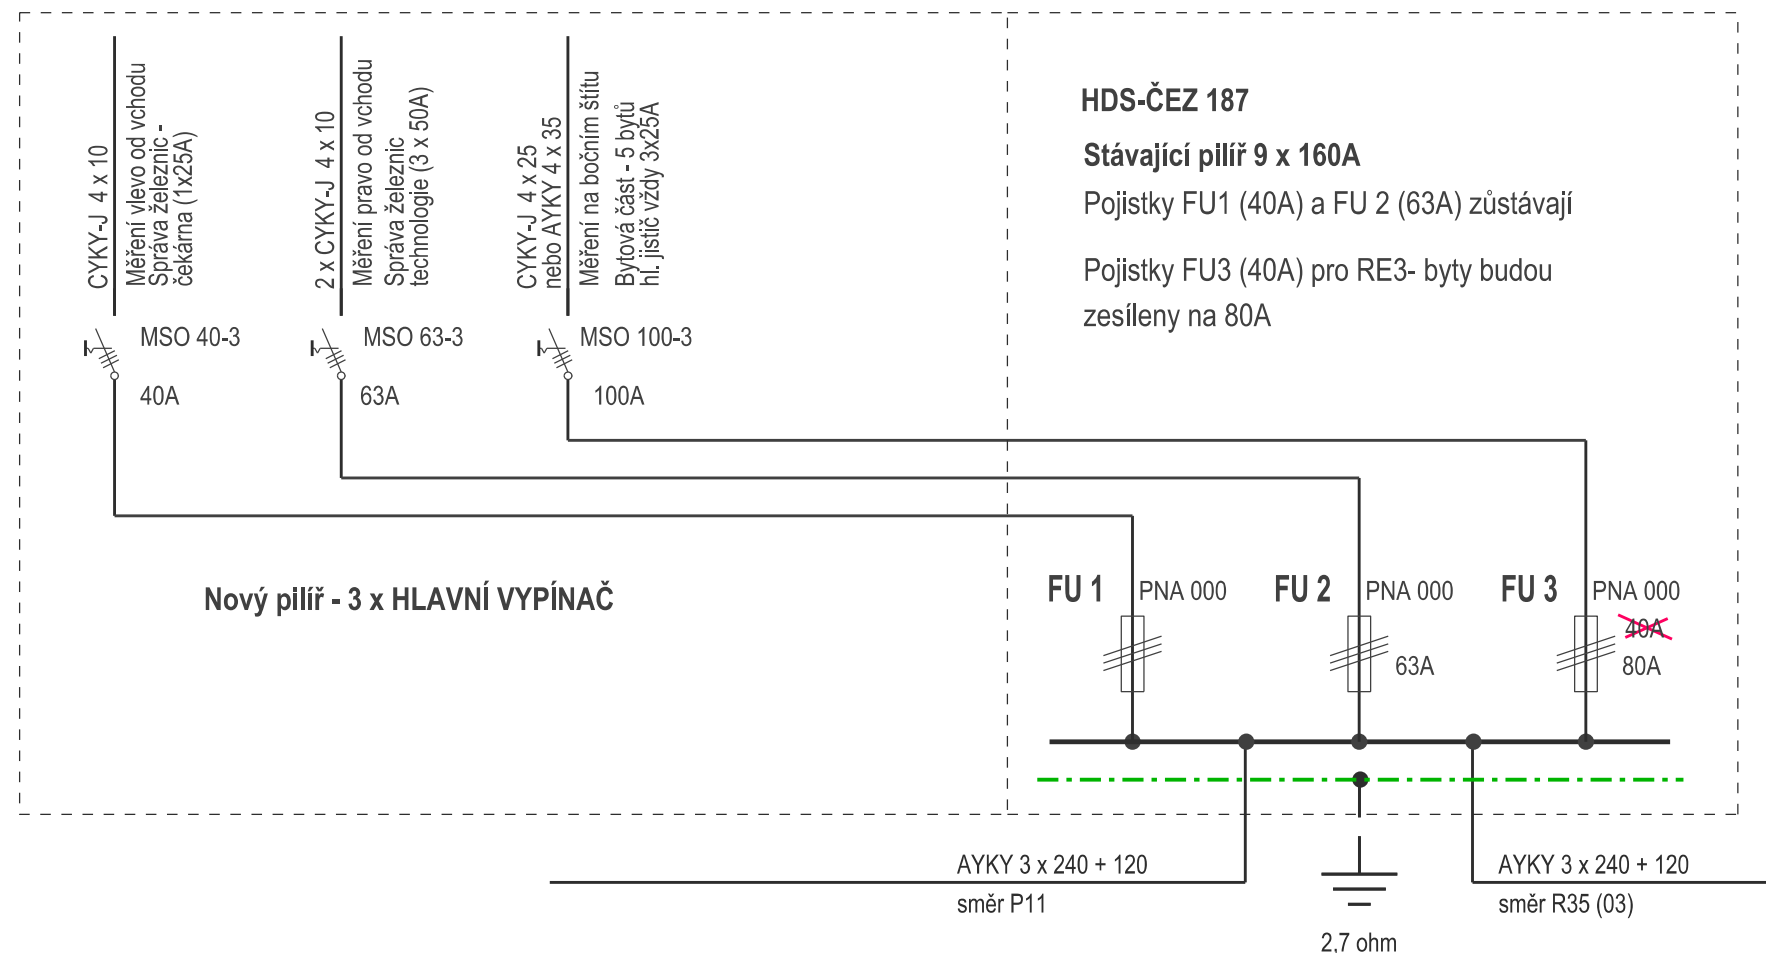 CYKY-J 4 x 10
Měření vlevo od vchodu
Správa železnic -
čekárna (1x25A)
2 x CYKY-J 4 x 10
Měření pravo od vchodu
Správa železnic
technologie (3 x 50A)
CYKY-J 4 x 25
nebo AYKY 4 x 35
Měření na bočním štítu
Bytová část - 5 bytů
hl. jistič vždy 3x25A
MSO 40-3
40A
MSO 63-3
63A
MSO 100-3
100A
HDS-ČEZ 187
Stávající pilíř 9 x 160A
Pojistky FU1 (40A) a FU 2 (63A) zůstávají
Pojistky FU3 (40A) pro RE3- byty budou
zesíleny na 80A
Nový pilíř - 3 x HLAVNÍ VYPÍNAČ
FU 1
PNA 000
FU 2
PNA 000
63A
FU 3
PNA 000
40A
80A
AYKY 3 x 240 + 120
směr P11
AYKY 3 x 240 + 120
směr R35 (03)
2,7 ohm